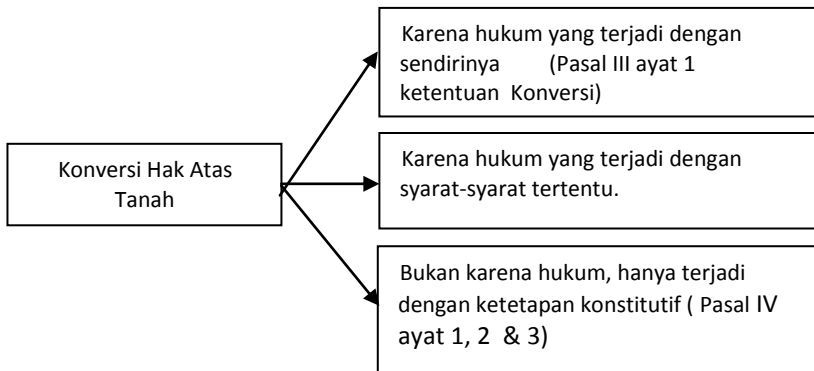 Konversi Hak Atas
Tanah
Karena hukum yang terjadi dengan
sendirinya (Pasal III ayat 1
ketentuan Konversi)
Karena hukum yang terjadi dengan
syarat-syarat tertentu.
Bukan karena hukum, hanya terjadi
dengan ketetapan konstitutif ( Pasal IV
ayat 1, 2 & 3)